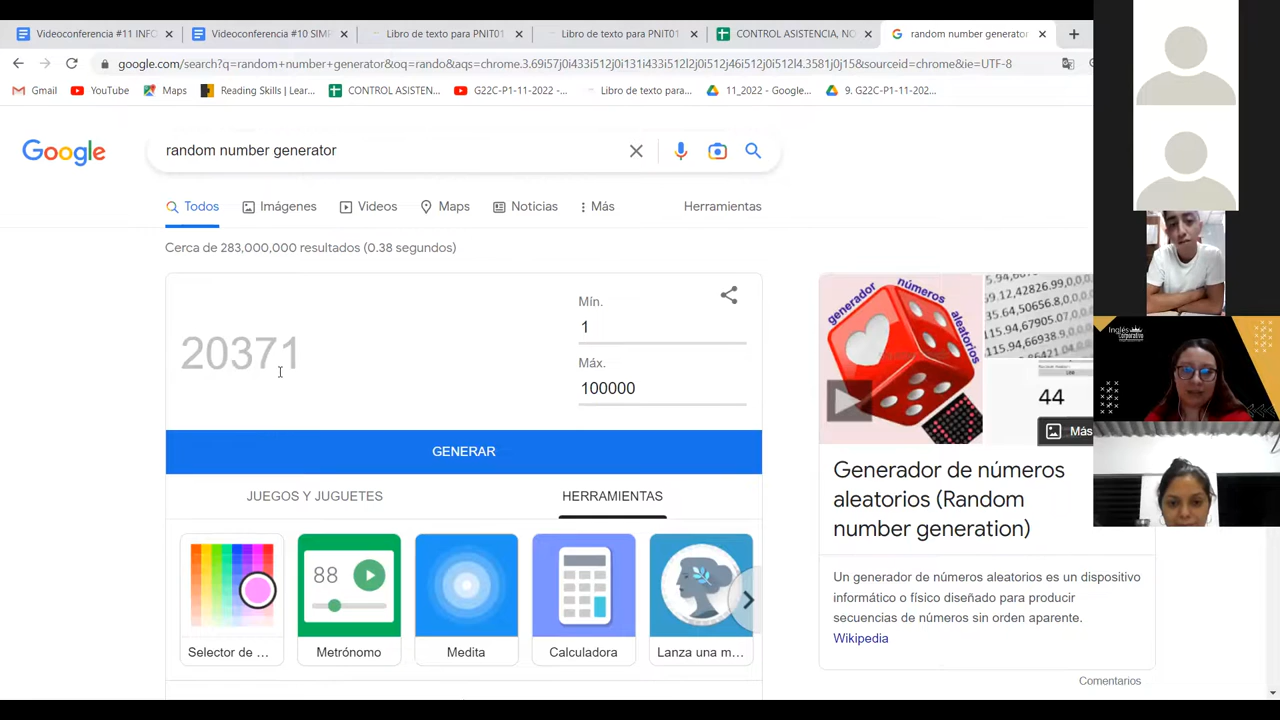 Videoconferencia #11 INFO
Videoconferencia #10 SIMP
Libro de texto para PNIT01
Libro de texto para PNIT01
CONTROL ASISTENCIA, NO
random number generator
google.com/search?q=random+number+generator&oq=rando&aqs=chrome.3.69i57j0i433i512j0i131i433i512l2j0i512j46i512j0i512l4.3581j0j15&sourceid=chrome&ie=UTF-8
Gmail
YouTube
Maps
Reading Skills | Lear...
CONTROL ASISTEN...
G22C-P1-11-2022 -...
Libro de texto para...
11_2022 - Google...
9. G22C-P1-11-202...
Google
random number generator
Todos
Imágenes
Videos
Maps
Noticias
Más
Herramientas
Cerca de 283,000,000 resultados (0.38 segundos)
20371
Mín.
1
Máx.
100000
GENERAR
JUEGOS Y JUGUETES
HERRAMIENTAS
88
Selector de ...
Metrónomo
Medita
Calculadora
Lanza una m...
generador números aleatorios
44
Más
Generador de números
aleatorios (Random
number generation)
Un generador de números aleatorios es un dispositivo
informático o físico diseñado para producir
secuencias de números sin orden aparente.
Wikipedia
Comentarios
Inglés
Corporativo